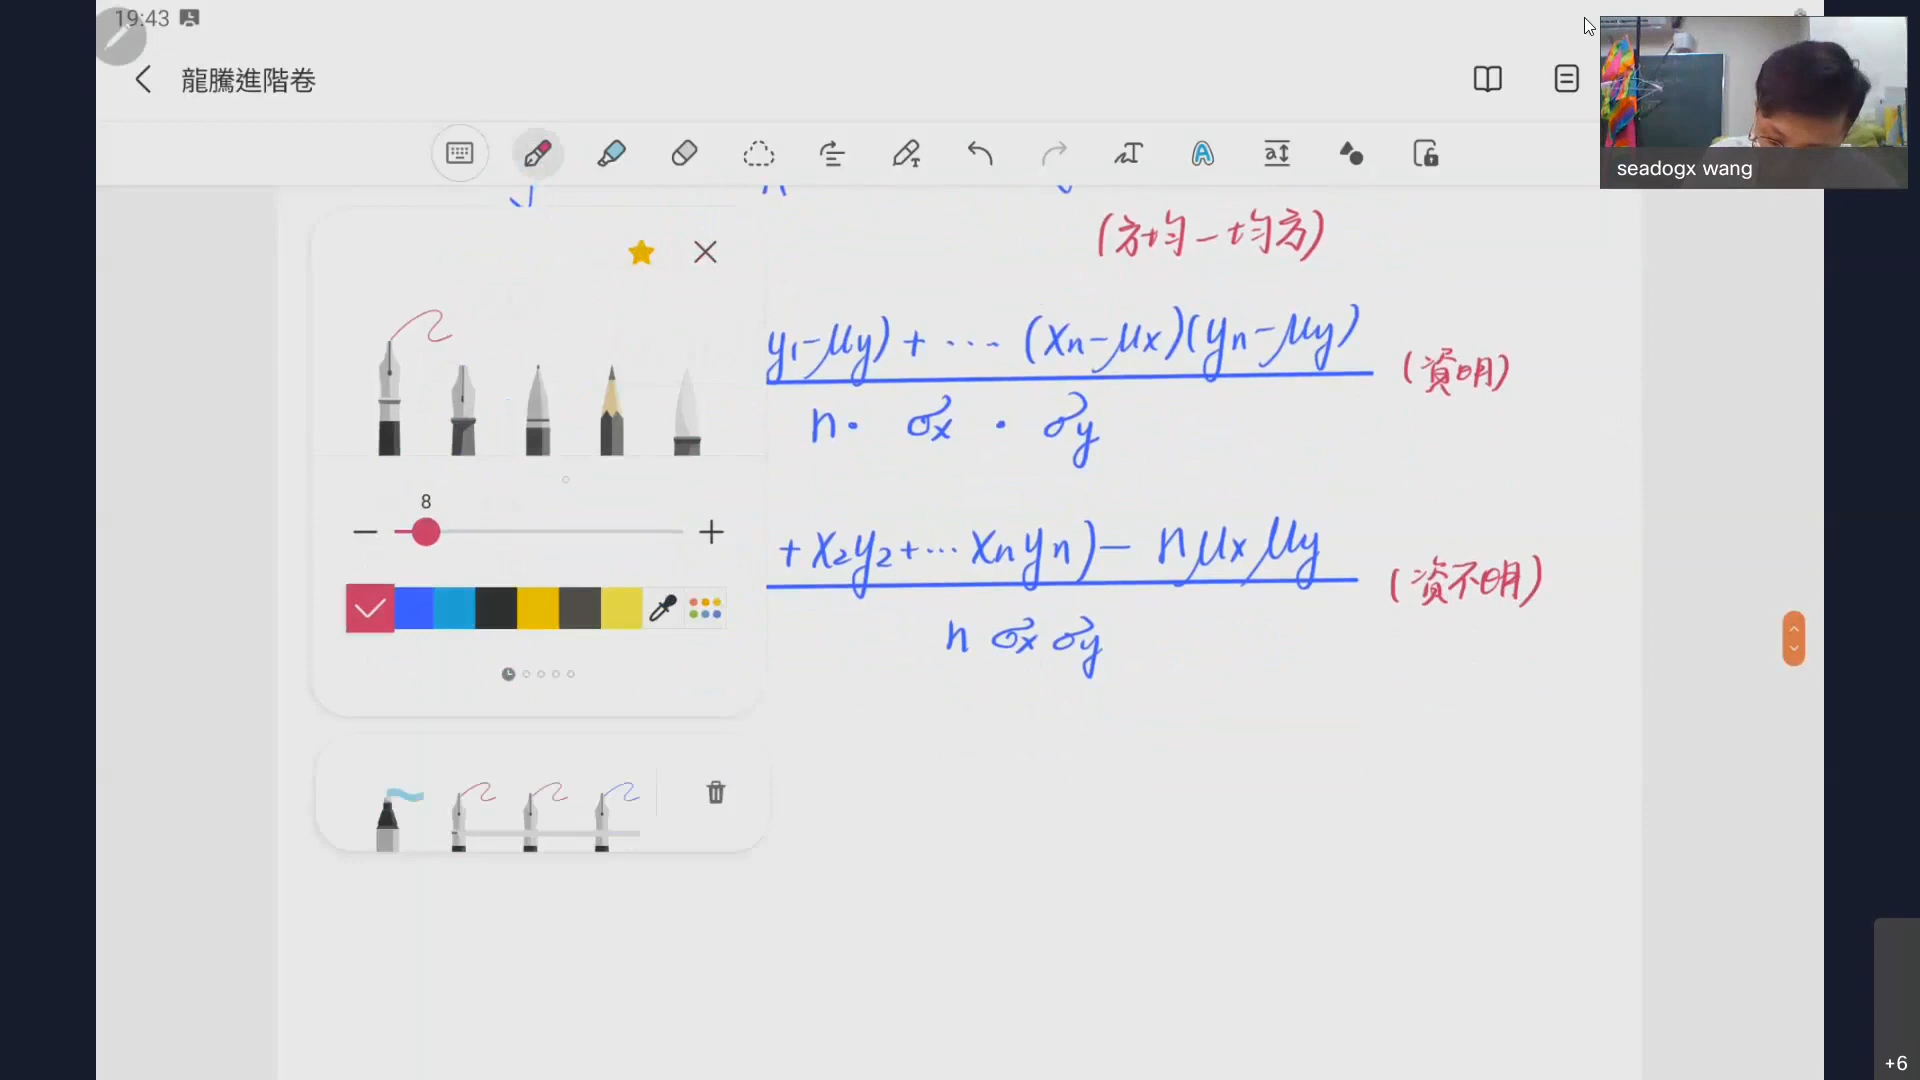 19:43
龍騰進階卷
seadogx wang
(方均-均方)
y₁-μy)+ ... (xn-μx)(yn-μy)
(資明)
n · σx · σy
8
+x₂y₂+...xnyn)- nμxμy
(資不明)
n σx σy
+6